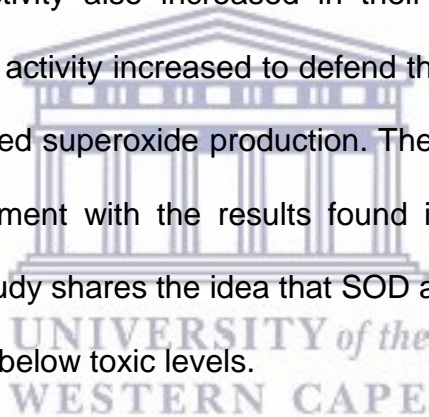 activity also increased in their
activity increased to defend th
ed superoxide production. The
ment with the results found i
udy shares the idea that SOD a
UNIVERSITY of the
below toxic levels.
WESTERN CAPE